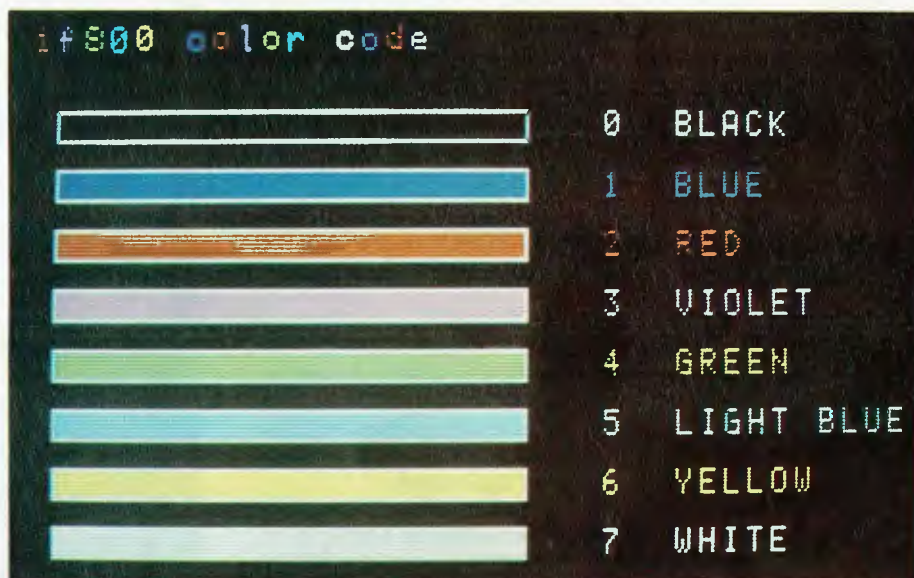 if800 color code
0 BLACK
1 BLUE
2 RED
3 VIOLET
4 GREEN
5 LIGHT BLUE
6 YELLOW
7 WHITE